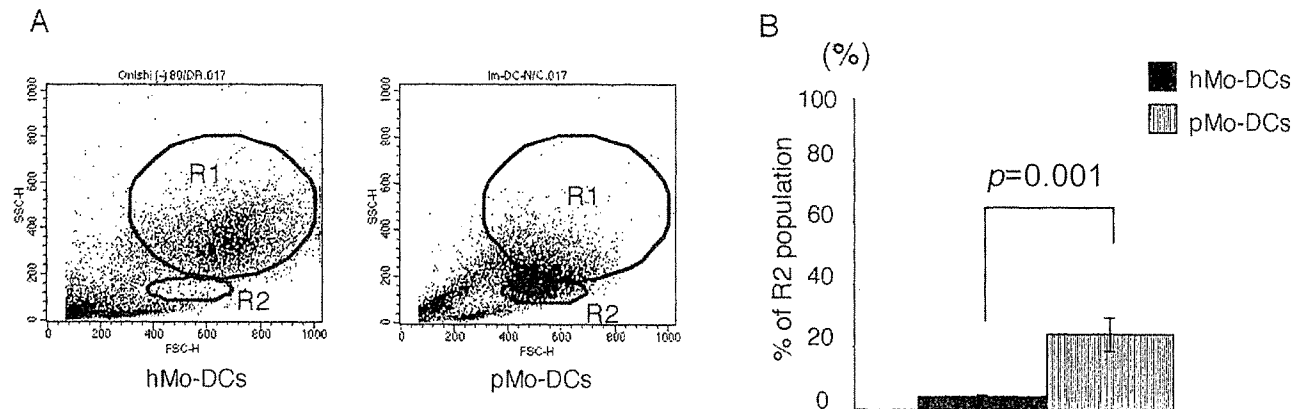 A
Onishi [-] 80/DR.017
1000
800
600
400
200
0
SSC-H
R1
R2
0
200
400
600
800
1000
FSC-H
hMo-DCs
Im-DC-N/C.017
1000
800
600
400
200
0
SSC-H
R1
R2
0
200
400
600
800
1000
FSC-H
pMo-DCs
B
(%)
100
80
60
40
20
0
% of R2 population
p=0.001
hMo-DCs
pMo-DCs